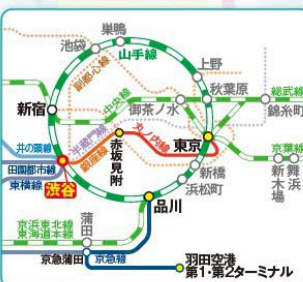 巣鴨
池袋
山手線
上野
副都心線
新宿
中央線
秋葉原
総武線
御茶ノ水
錦糸町
井の頭線
半蔵門線
丸ノ内線
京葉線
田園都市線
銀座線
赤坂見附
東京
東横線
渋谷
新橋
浜松町
新木場
舞浜
品川
京浜東北線
東海道本線
蒲田
京急蒲田
京急線
羽田空港
第1・第2ターミナル